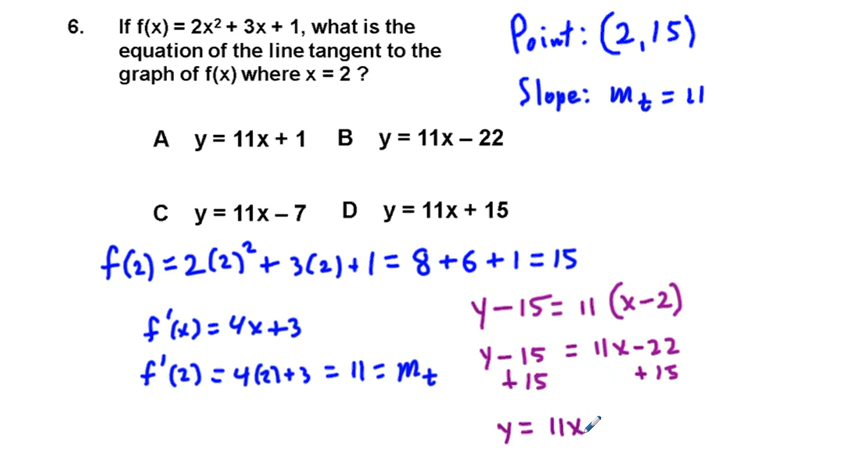 6. If f(x) = 2x² + 3x + 1, what is the
equation of the line tangent to the
graph of f(x) where x = 2 ?
Point: (2,15)
Slope: mₜ = 11
A y = 11x + 1 B y = 11x – 22
C y = 11x – 7 D y = 11x + 15
f(2) = 2(2)² + 3(2) + 1 = 8 + 6 + 1 = 15
f'(x) = 4x + 3
f'(2) = 4(2) + 3 = 11 = mₜ
y – 15 = 11 (x – 2)
y – 15 = 11x – 22
+ 15 + 15
y = 11x